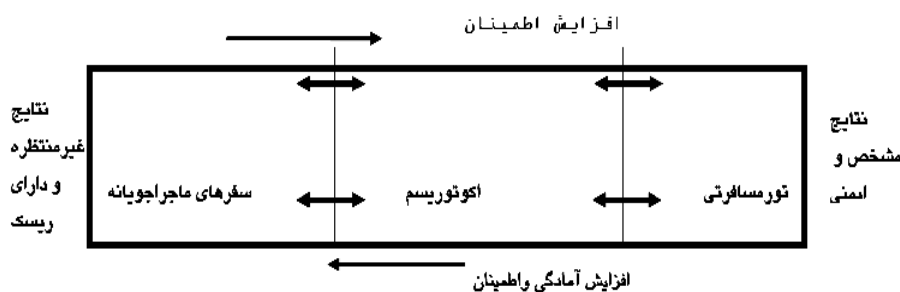 افزایش اطمینان
نتایج
مشخص و
ایمنی
تورمسافرتی
اکوتوریسم
سفرهای ماجراجویانه
نتایج
غیرمنتظره
و دارای
ریسک
افزایش آمادگی واطمینان